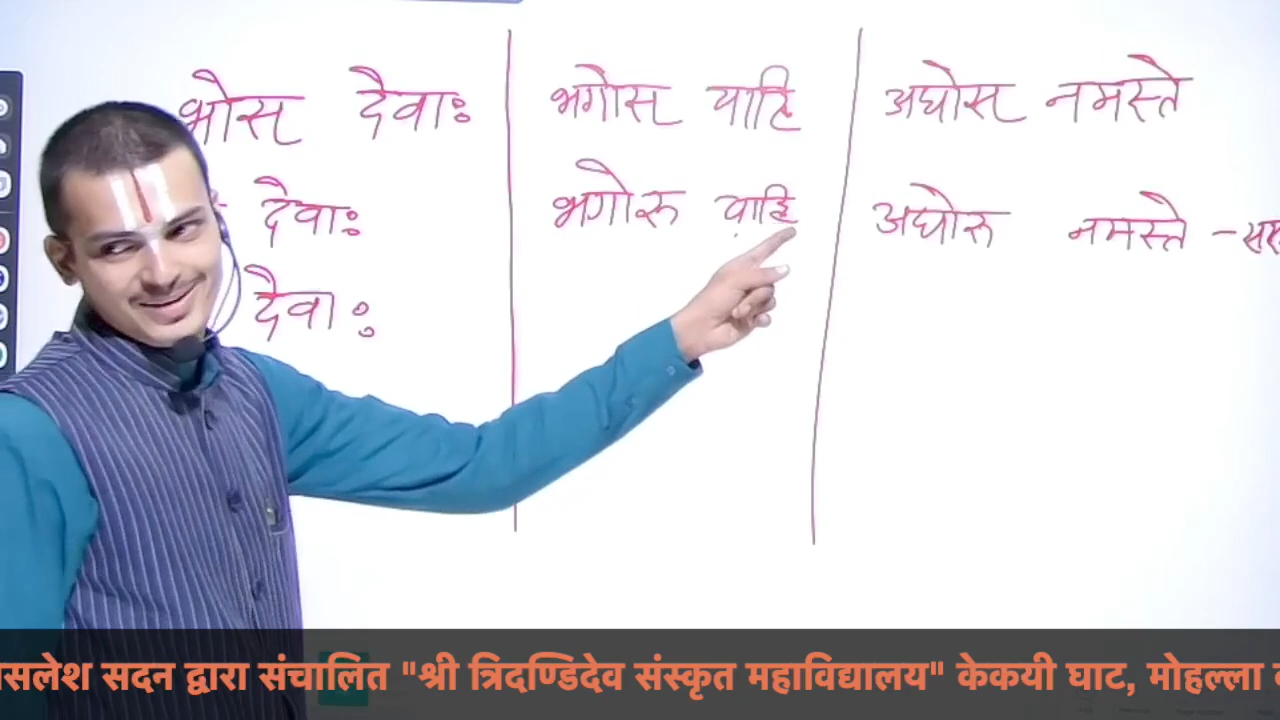 भोस् देवाः भगोस् याहि अघोस् नमस्ते
देवाः भगोरु याहि अघोरु नमस्ते -
देवाः
सलेश सदन द्वारा संचालित "श्री त्रिदण्डिदेव संस्कृत महाविद्यालय" केकयी घाट, मोहल्ला